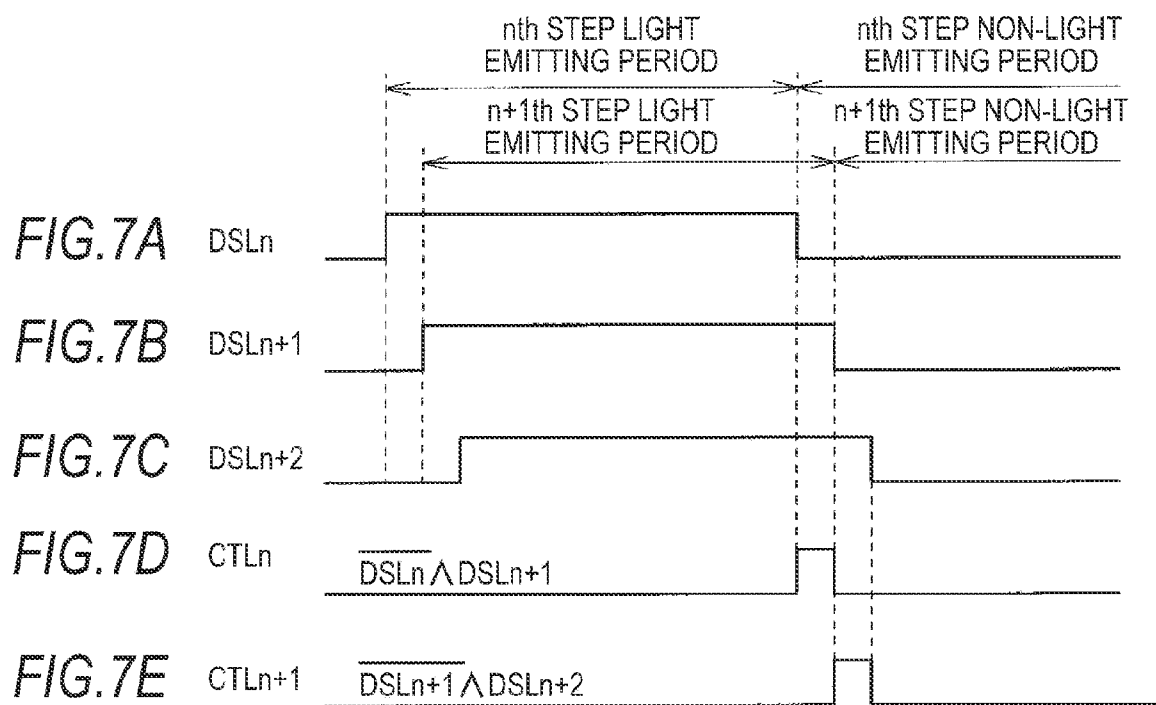 nth STEP LIGHT
EMITTING PERIOD
nth STEP NON-LIGHT
EMITTING PERIOD
n+1th STEP LIGHT
EMITTING PERIOD
n+1th STEP NON-LIGHT
EMITTING PERIOD
FIG.7A DSLn
FIG.7B DSLn+1
FIG.7C DSLn+2
FIG.7D CTLn D̅S̅L̅n̅ ∧ DSLn+1
FIG.7E CTLn+1 D̅S̅L̅n̅+̅1̅ ∧ DSLn+2